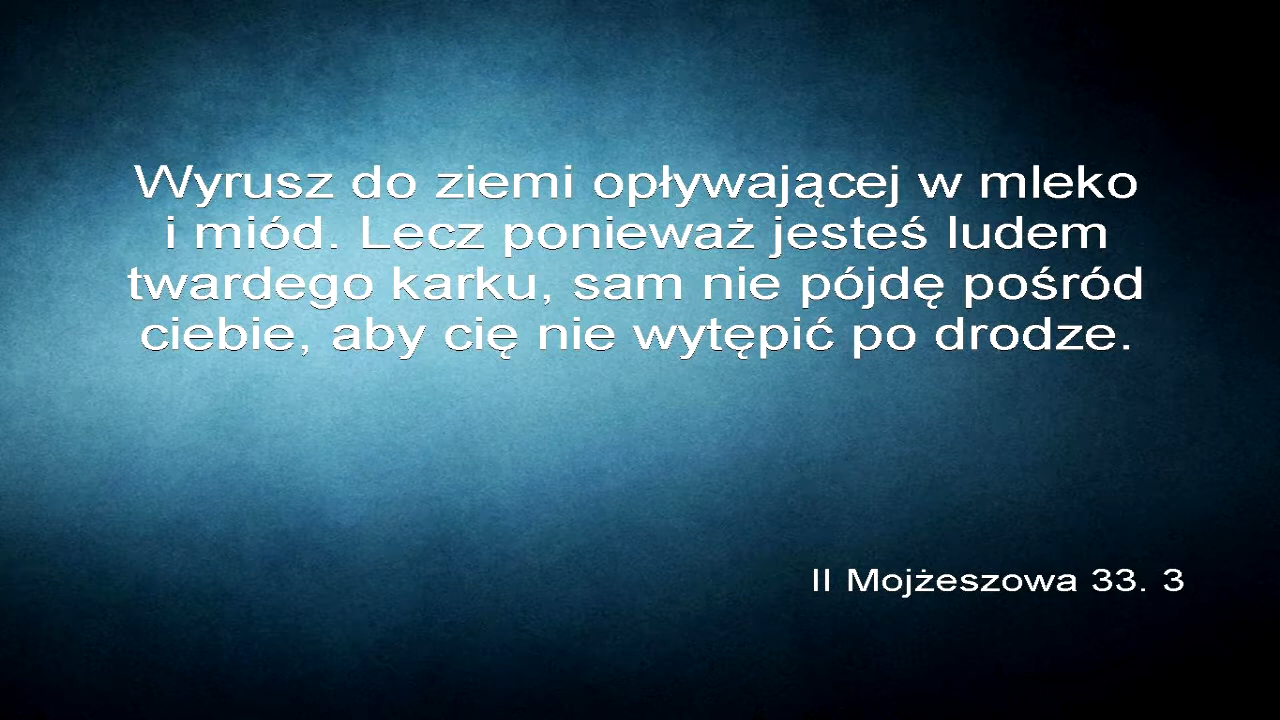 Wyrusz do ziemi opływającej w mleko
i miód. Lecz ponieważ jesteś ludem
twardego karku, sam nie pójdę pośród
ciebie, aby cię nie wytępić po drodze.
II Mojżeszowa 33. 3